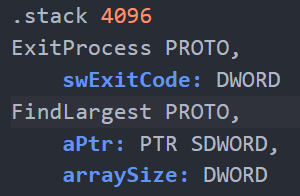 .stack 4096
ExitProcess PROTO,
    swExitCode: DWORD
FindLargest PROTO,
    aPtr: PTR SDWORD,
    arraySize: DWORD